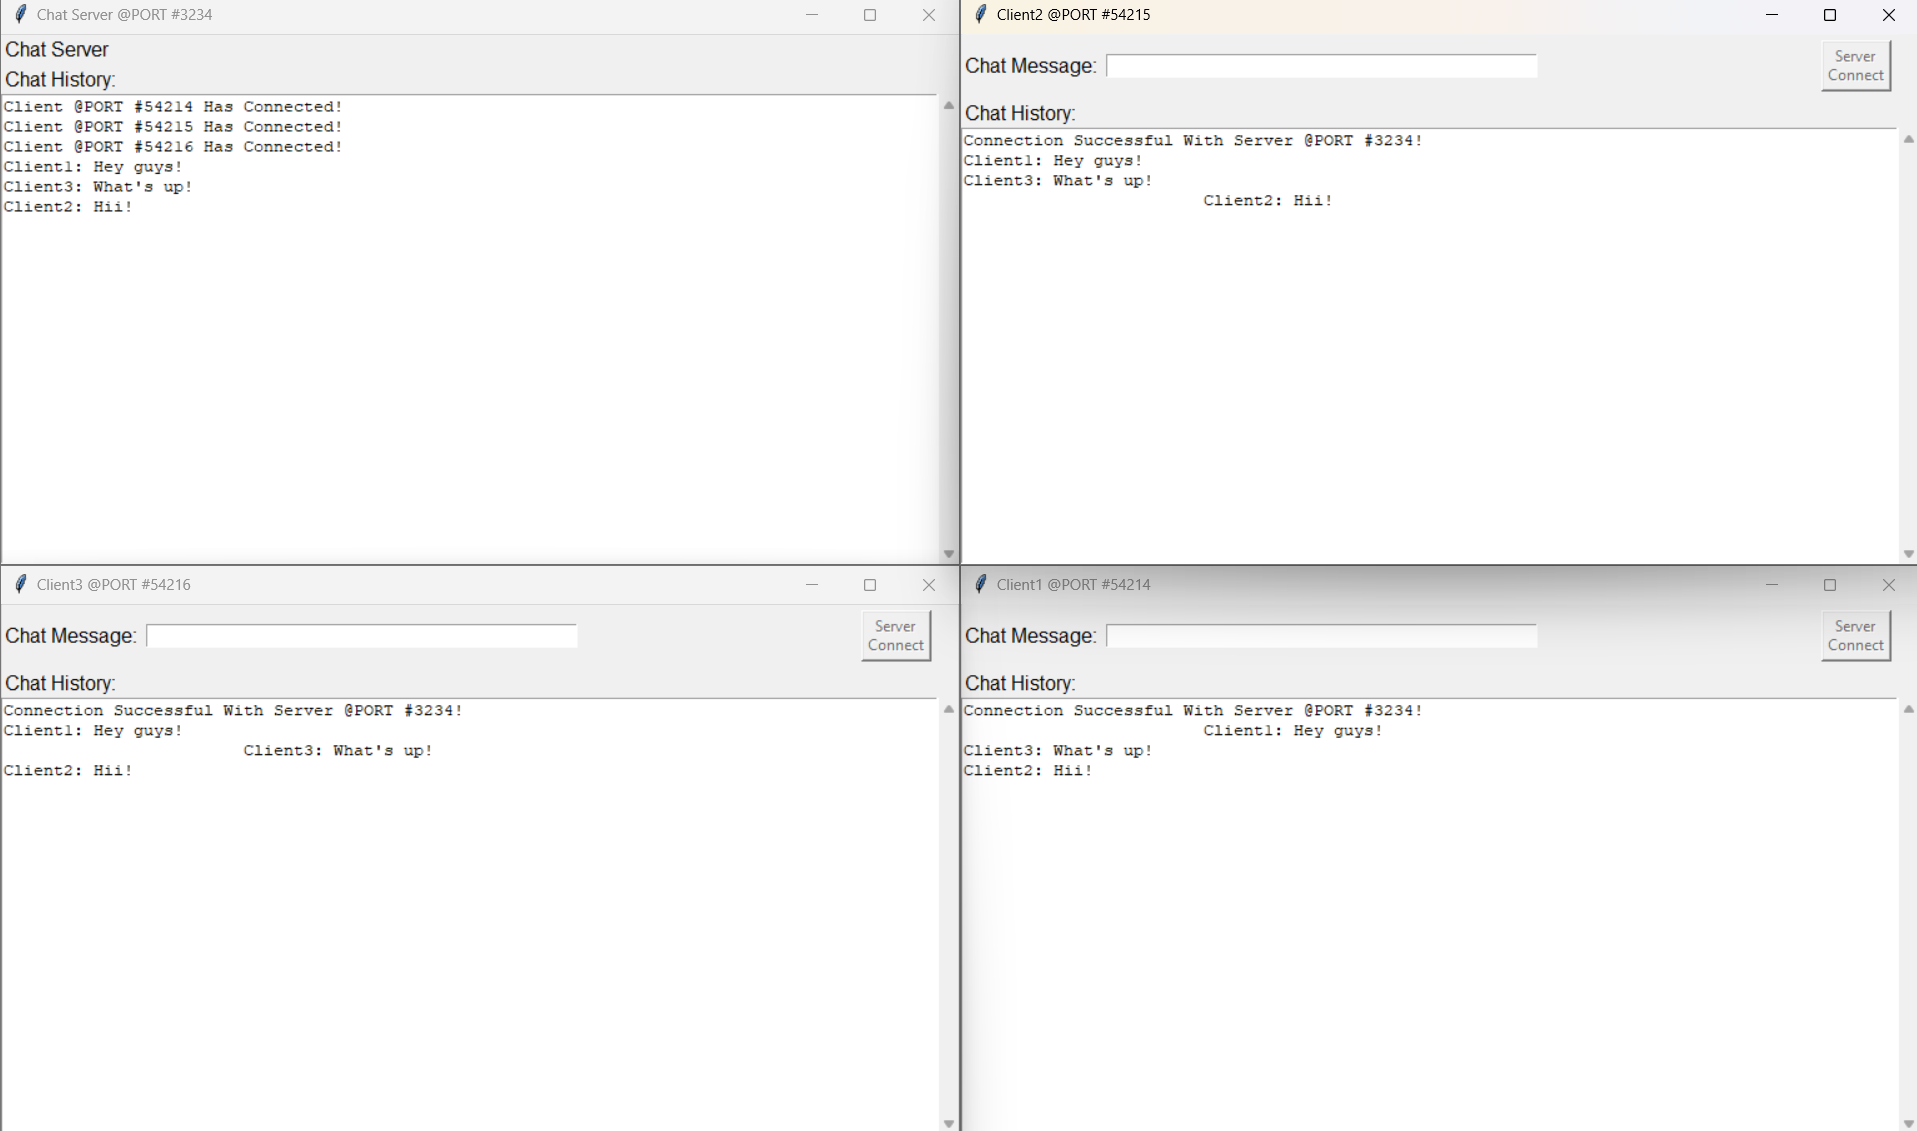 Chat Server @PORT #3234
Chat Server
Chat History:
Client @PORT #54214 Has Connected!
Client @PORT #54215 Has Connected!
Client @PORT #54216 Has Connected!
Client1: Hey guys!
Client3: What's up!
Client2: Hii!
Client2 @PORT #54215
Chat Message:
Server
Connect
Chat History:
Connection Successful With Server @PORT #3234!
Client1: Hey guys!
Client3: What's up!
Client2: Hii!
Client3 @PORT #54216
Chat Message:
Server
Connect
Chat History:
Connection Successful With Server @PORT #3234!
Client1: Hey guys!
Client3: What's up!
Client2: Hii!
Client1 @PORT #54214
Chat Message:
Server
Connect
Chat History:
Connection Successful With Server @PORT #3234!
Client1: Hey guys!
Client3: What's up!
Client2: Hii!